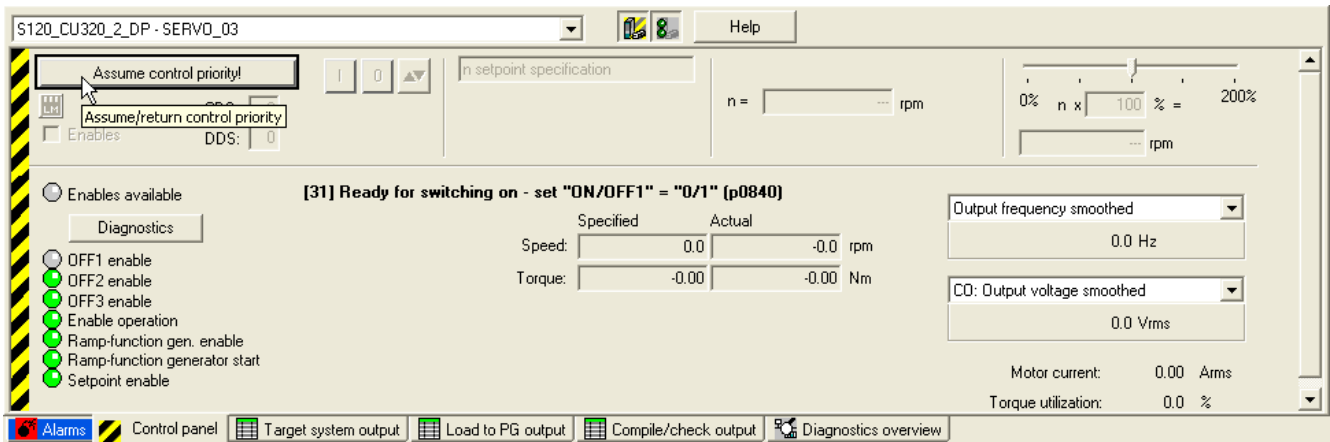 S120_CU320_2_DP - SERVO_03
Help
Assume control priority!
I 0
n setpoint specification
n = --- rpm
0% n x 100 % = 200%
--- rpm
Assume/return control priority
Enables DDS: 0
Enables available
[31] Ready for switching on - set "ON/OFF1" = "0/1" (p0840)
Diagnostics
Specified Actual
Speed: 0.0 -0.0 rpm
Torque: -0.00 -0.00 Nm
Output frequency smoothed
0.0 Hz
CO: Output voltage smoothed
0.0 Vrms
OFF1 enable
OFF2 enable
OFF3 enable
Enable operation
Ramp-function gen. enable
Ramp-function generator start
Setpoint enable
Motor current: 0.00 Arms
Torque utilization: 0.0 %
Alarms Control panel Target system output Load to PG output Compile/check output Diagnostics overview